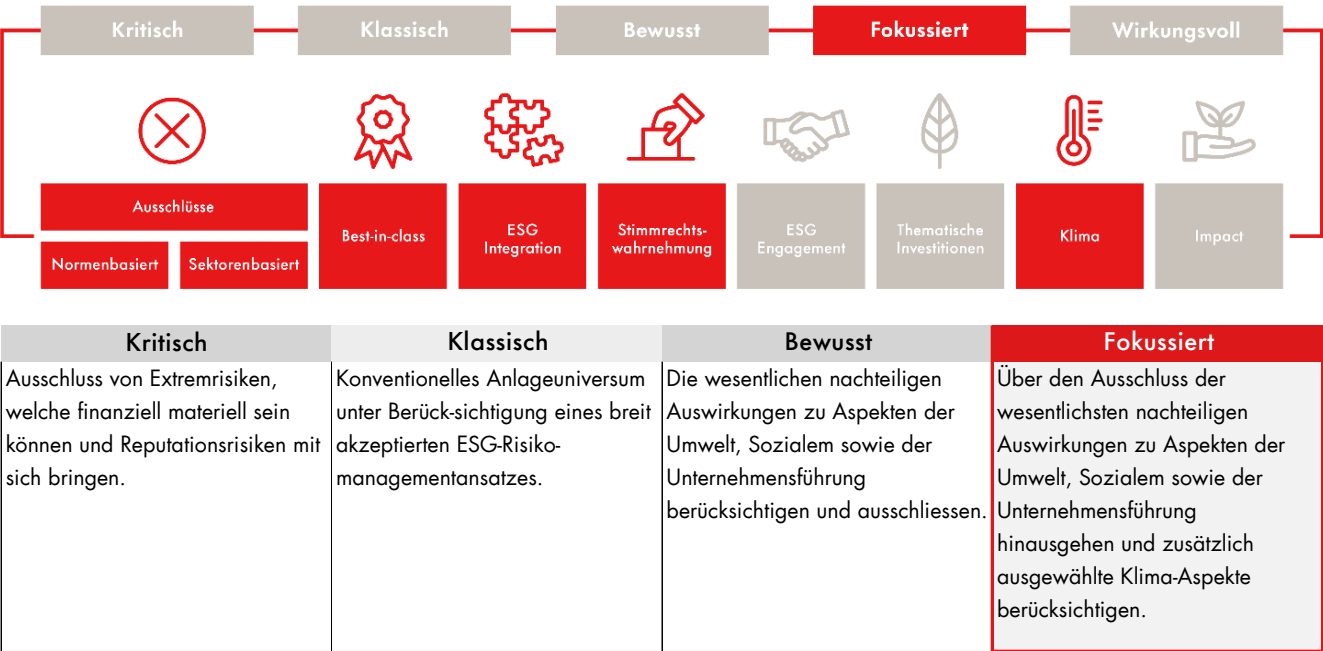 Kritisch
Klassisch
Bewusst
Fokussiert
Wirkungsvoll
Ausschlüsse
Normenbasiert
Sektorenbasiert
Best-in-class
ESG
Integration
Stimmrechts-
wahrnehmung
ESG
Engagement
Thematische
Investitionen
Klima
Impact
Kritisch
Ausschluss von Extremrisiken,
welche finanziell materiell sein
können und Reputationsrisiken mit
sich bringen.
Klassisch
Konventionelles Anlageuniversum
unter Berück-sichtigung eines breit
akzeptierten ESG-Risiko-
managementansatzes.
Bewusst
Die wesentlichen nachteiligen
Auswirkungen zu Aspekten der
Umwelt, Sozialem sowie der
Unternehmensführung
berücksichtigen und ausschliessen.
Fokussiert
Über den Ausschluss der
wesentlichsten nachteiligen
Auswirkungen zu Aspekten der
Umwelt, Sozialem sowie der
Unternehmensführung
hinausgehen und zusätzlich
ausgewählte Klima-Aspekte
berücksichtigen.